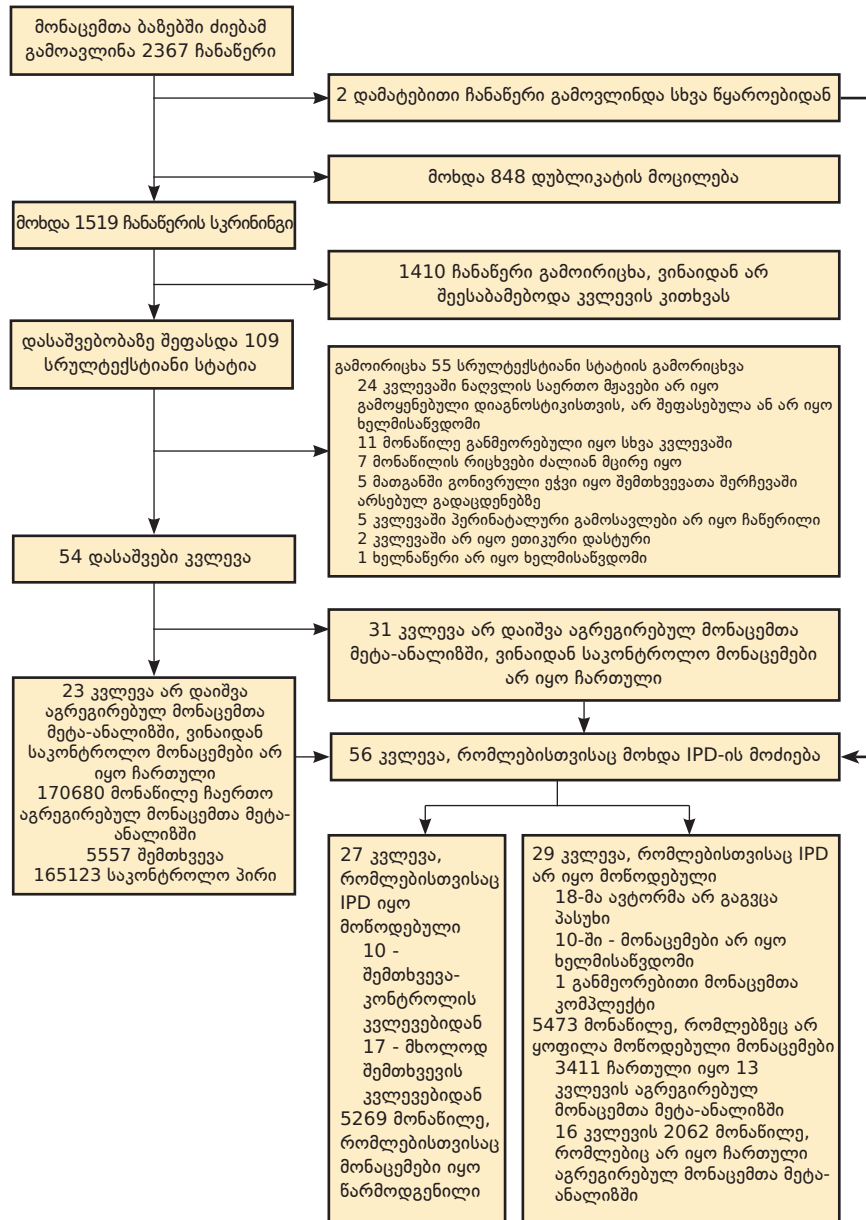 მონაცემთა ბაზებში ძიებამ
გამოავლინა 2367 ჩანაწერი
2 დამატებითი ჩანაწერი გამოვლინდა სხვა წყაროებიდან
მოხდა 848 დუბლიკატის მოცილება
მოხდა 1519 ჩანაწერის სკრინინგი
1410 ჩანაწერი გამოირიცხა, ვინაიდან არ
შეესაბამებოდა კვლევის კითხვას
დასაშვებობაზე შეფასდა 109
სრულტექსტიანი სტატია
გამოირიცხა 55 სრულტექსტიანი სტატიის გამორიცხვა
24 კვლევაში ნაღვლის საერთო მჟავები არ იყო
გამოყენებული დიაგნოსტიკისთვის, არ შეფასებულა ან არ იყო
ხელმისაწვდომი
11 მონაწილე განმეორებული იყო სხვა კვლევაში
7 მონაწილის რიცხვები ძალიან მცირე იყო
5 მათგანში გონივრული ეჭვი იყო შემთხვევათა შერჩევაში
არსებულ გადაცდენებზე
5 კვლევაში პერინატალური გამოსავლები არ იყო ჩაწერილი
2 კვლევაში არ იყო ეთიკური დასტური
1 ხელნაწერი არ იყო ხელმისაწვდომი
54 დასაშვები კვლევა
31 კვლევა არ დაიშვა აგრეგირებულ მონაცემთა
მეტა-ანალიზში, ვინაიდან საკონტროლო მონაცემები
არ იყო ჩართული
23 კვლევა არ დაიშვა
აგრეგირებულ მონაცემთა
მეტა-ანალიზში, ვინაიდან
საკონტროლო მონაცემები არ
იყო ჩართული
170680 მონაწილე ჩაერთო
აგრეგირებულ მონაცემთა მეტა-
ანალიზში
5557 შემთხვევა
165123 საკონტროლო პირი
56 კვლევა, რომლებისთვისაც მოხდა IPD-ის მოძიება
27 კვლევა,
რომლებისთვისაც
IPD იყო
მოწოდებული
10 -
შემთხვევა-
კონტროლის
კვლევებიდან
17 - მხოლოდ
შემთხვევის
კვლევებიდან
5269 მონაწილე,
რომლებისთვისაც
მონაცემები იყო
წარმოდგენილი
29 კვლევა, რომლებისთვისაც IPD
არ იყო მოწოდებული
18-მა ავტორმა არ გაგვცა
პასუხი
10-ში - მონაცემები არ იყო
ხელმისაწვდომი
1 განმეორებითი მონაცემთა
კომპლექტი
5473 მონაწილე, რომლებზეც არ
ყოფილა მოწოდებული მონაცემები
3411 ჩართული იყო 13
კვლევის აგრეგირებულ
მონაცემთა მეტა-ანალიზში
16 კვლევის 2062 მონაწილე,
რომლებიც არ იყო ჩართული
აგრეგირებულ მონაცემთა მეტა-
ანალიზში